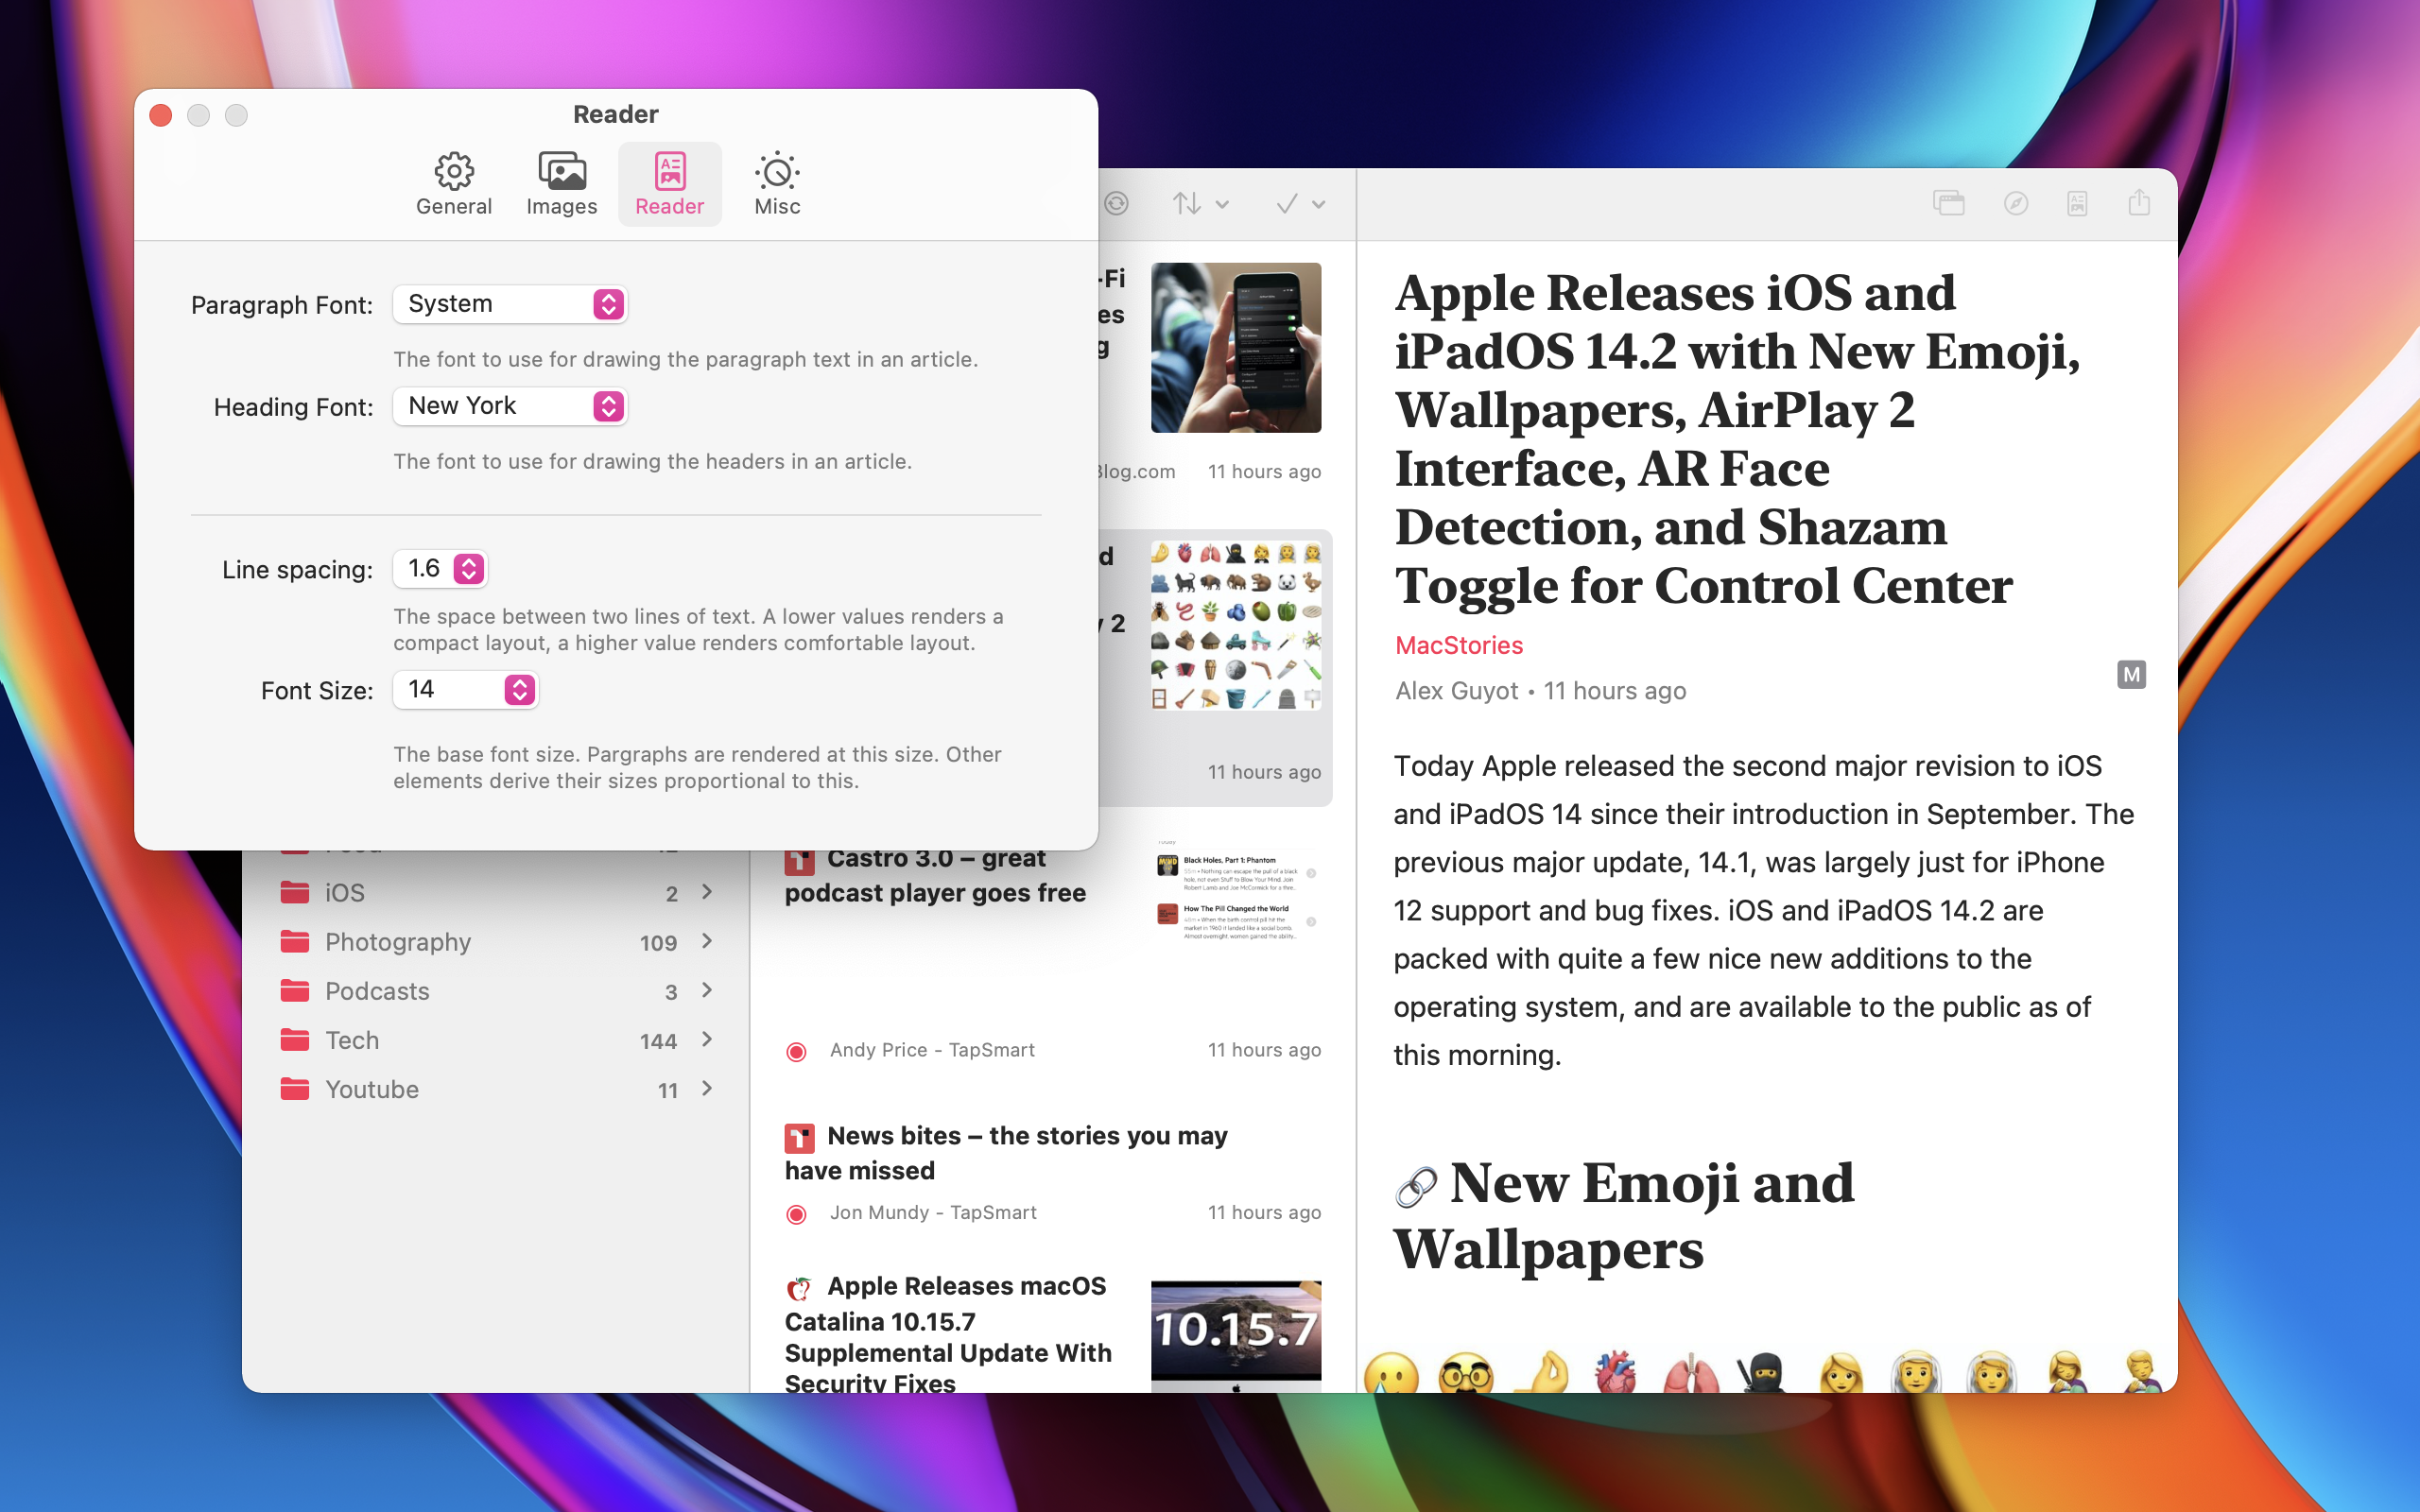 Reader
General
Images
Reader
Misc
Paragraph Font:
System
The font to use for drawing the paragraph text in an article.
Heading Font:
New York
The font to use for drawing the headers in an article.
Line spacing:
1.6
The space between two lines of text. A lower values renders a
compact layout, a higher value renders comfortable layout.
Font Size:
14
The base font size. Pargraphs are rendered at this size. Other
elements derive their sizes proportional to this.
iOS 2
Photography 109
Podcasts 3
Tech 144
Youtube 11
-Fi
es
g
Blog.com 11 hours ago
d
y 2
11 hours ago
Castro 3.0 – great
podcast player goes free
Black Holes, Part 1: Phantom
How The Pill Changed the World
Andy Price - TapSmart 11 hours ago
News bites – the stories you may
have missed
Jon Mundy - TapSmart 11 hours ago
Apple Releases macOS
Catalina 10.15.7
Supplemental Update With
Security Fixes
10.15.7
Apple Releases iOS and
iPadOS 14.2 with New Emoji,
Wallpapers, AirPlay 2
Interface, AR Face
Detection, and Shazam
Toggle for Control Center
MacStories
Alex Guyot • 11 hours ago
M
Today Apple released the second major revision to iOS
and iPadOS 14 since their introduction in September. The
previous major update, 14.1, was largely just for iPhone
12 support and bug fixes. iOS and iPadOS 14.2 are
packed with quite a few nice new additions to the
operating system, and are available to the public as of
this morning.
New Emoji and
Wallpapers